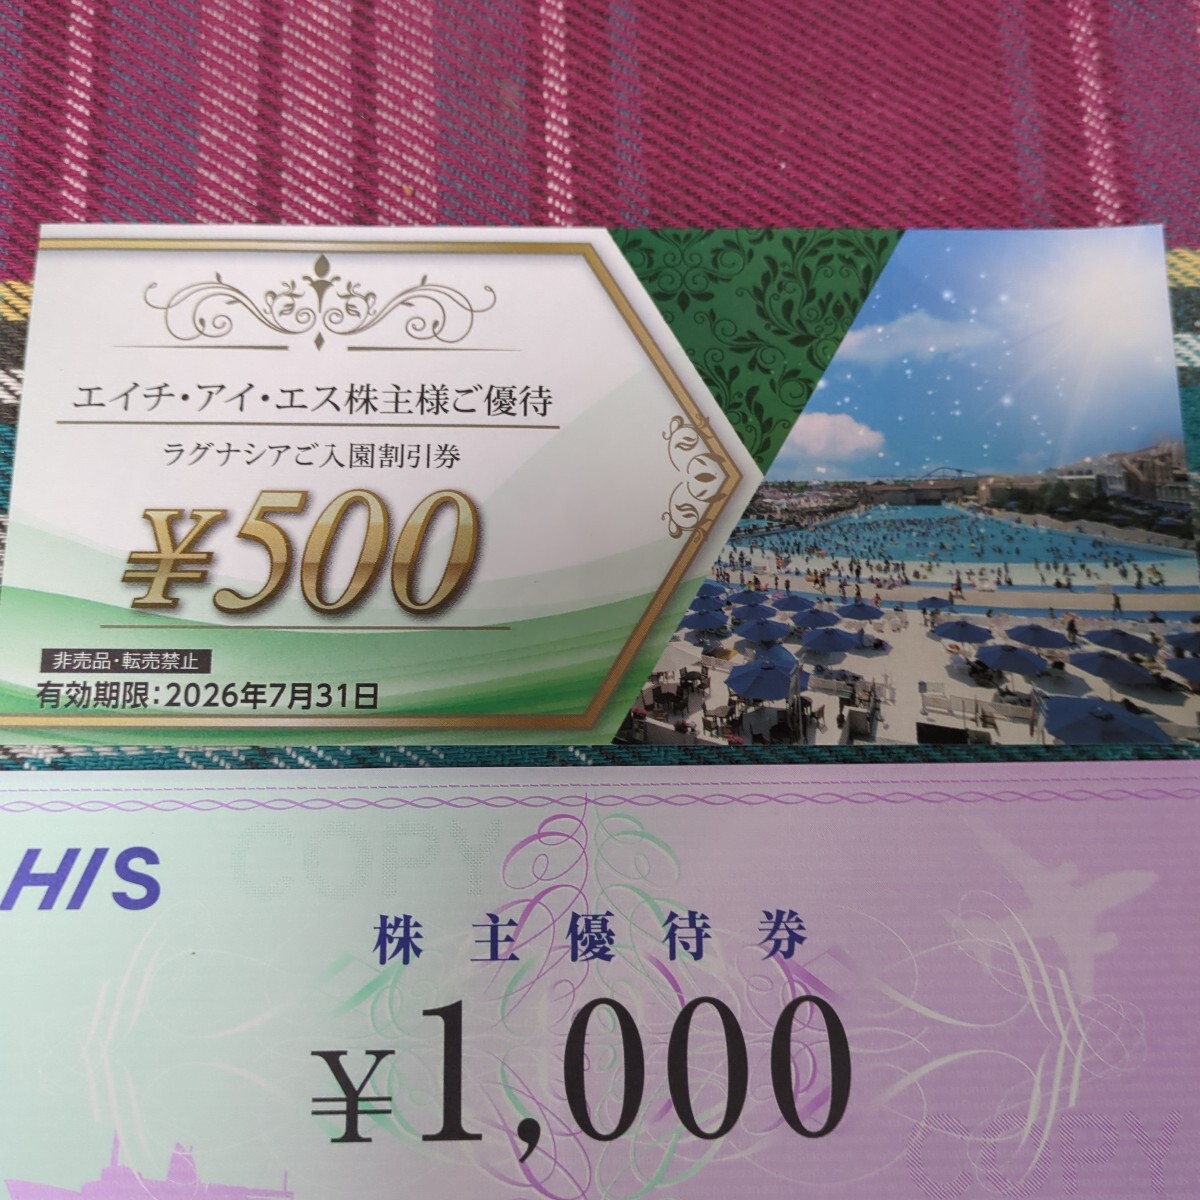 エイチ・アイ・エス株主様ご優待
ラグナシアご入園割引券
¥500
非売品・転売禁止
有効期限：2026年7月31日
COPY
HIS
株主優待券
¥1,000
COPY